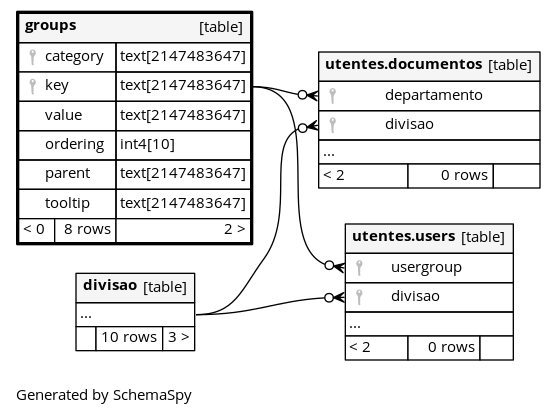 groups [table]
category text[2147483647]
key text[2147483647]
value text[2147483647]
ordering int4[10]
parent text[2147483647]
tooltip text[2147483647]
< 0 8 rows 2 >
utentes.documentos [table]
departamento
divisao
...
< 2 0 rows
utentes.users [table]
usergroup
divisao
...
< 2 0 rows
divisao [table]
...
10 rows 3 >
Generated by SchemaSpy